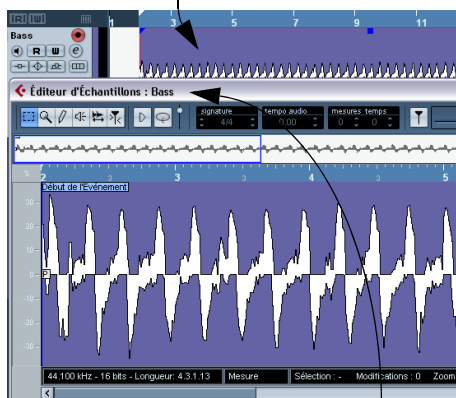 R W
1 3 5 7 9 11
Bass
R W e
Éditeur d'Échantillons : Bass
signature tempo audio mesures temps
4/4 0.00 0 0
% 2 3 4 5
Début de l'Evénement
30
20
10
P
0
-10
-20
-30
44.100 kHz - 16 bits - Longueur: 4.3.1.13 Mesure Sélection : - Modifications : 0 Zoom